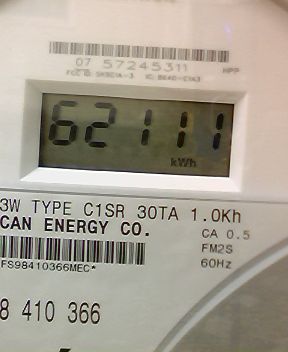 07 57245311
HPP
62111
kWh
3W TYPE C1SR 30TA 1.0Kh
CAN ENERGY CO.
CA 0.5
FM2S
60Hz
FS98410366MEC*
8 410 366